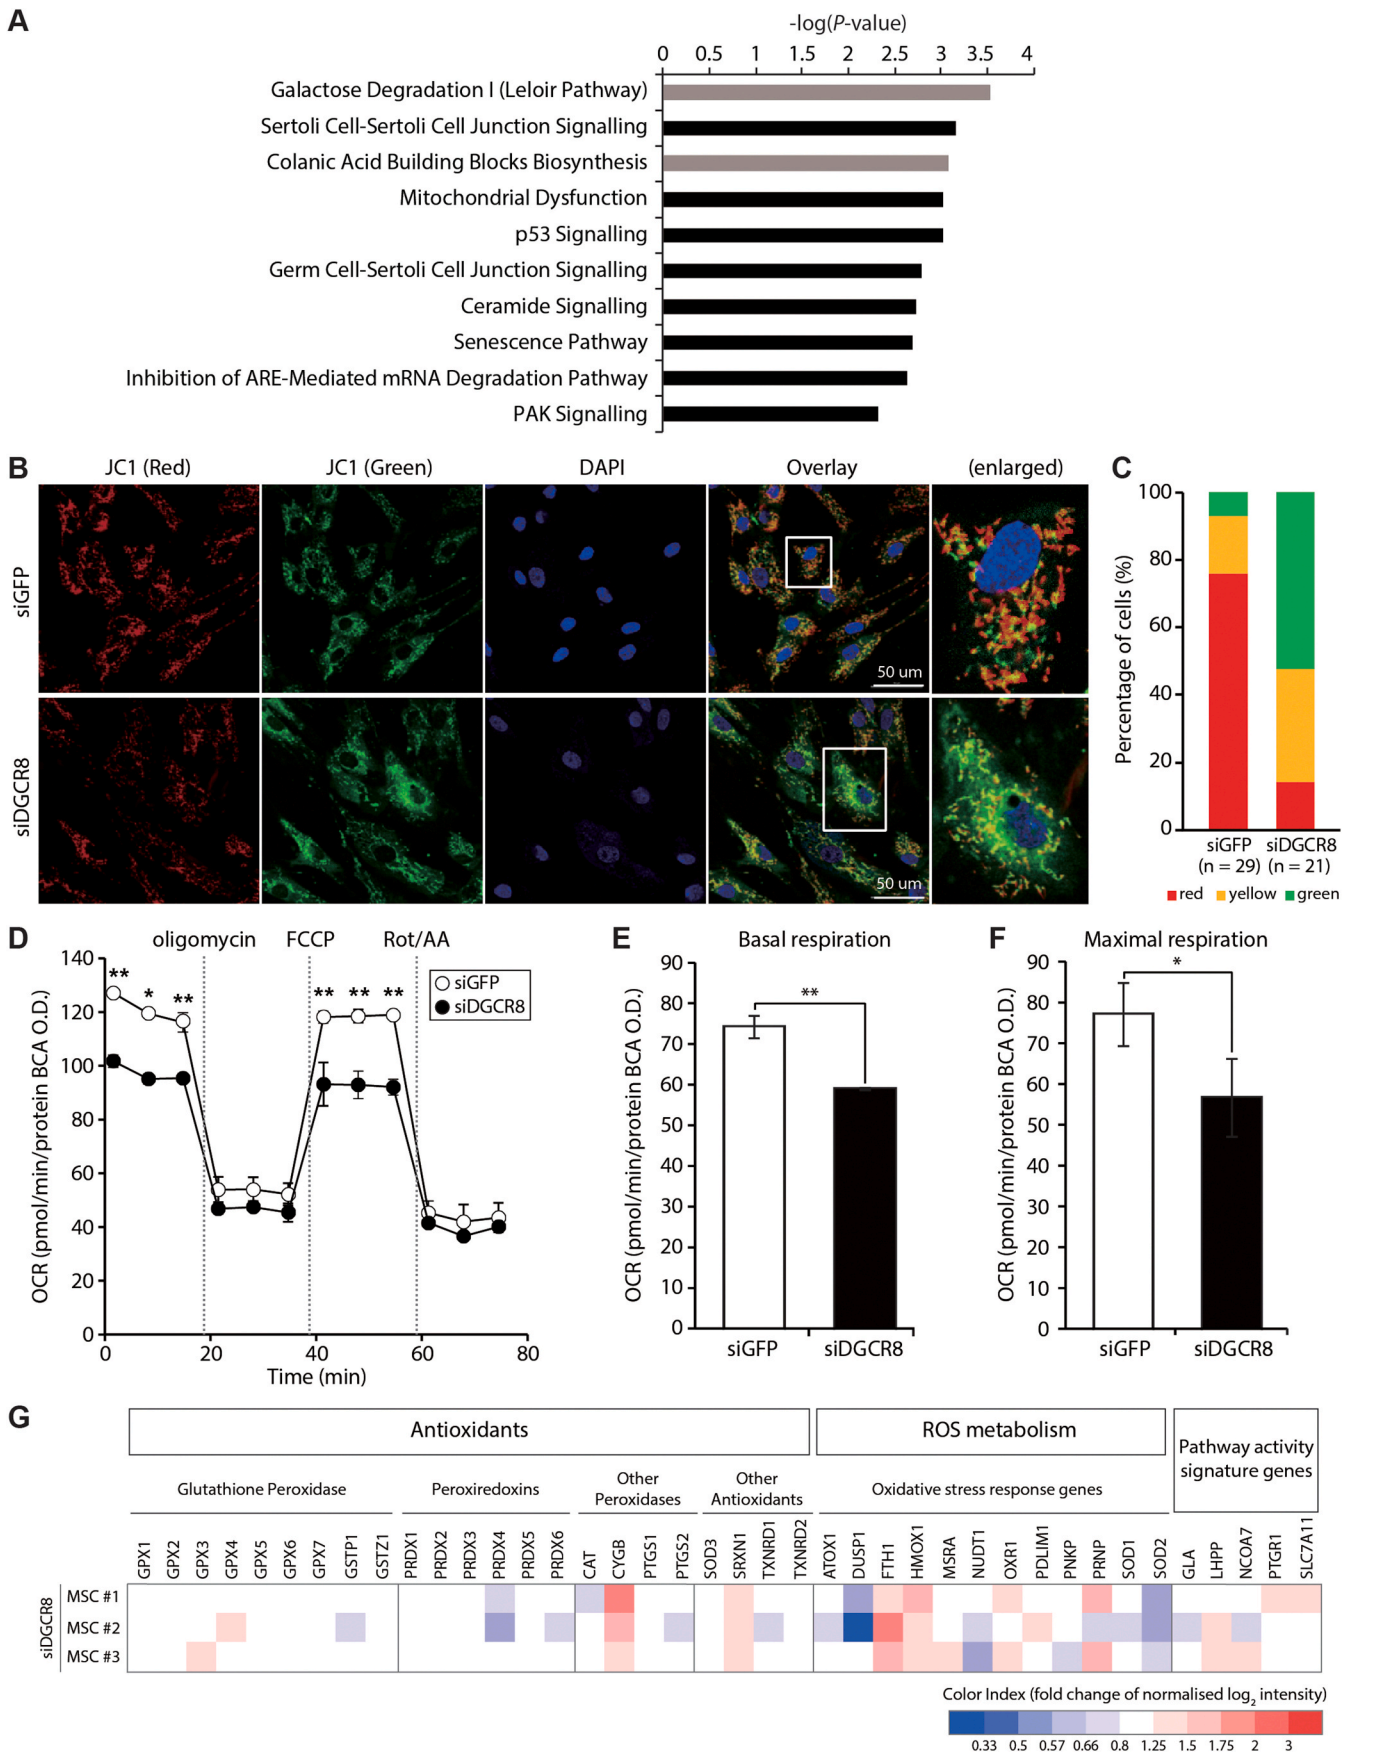 A
-log(P-value)
0 0.5 1 1.5 2 2.5 3 3.5 4
Galactose Degradation I (Leloir Pathway)
Sertoli Cell-Sertoli Cell Junction Signalling
Colanic Acid Building Blocks Biosynthesis
Mitochondrial Dysfunction
p53 Signalling
Germ Cell-Sertoli Cell Junction Signalling
Ceramide Signalling
Senescence Pathway
Inhibition of ARE-Mediated mRNA Degradation Pathway
PAK Signalling
B
JC1 (Red) JC1 (Green) DAPI Overlay (enlarged)
siGFP
50 um
siDGCR8
50 um
C
Percentage of cells (%)
100
80
60
40
20
0
siGFP siDGCR8
(n = 29) (n = 21)
red yellow green
D
oligomycin FCCP Rot/AA
OCR (pmol/min/protein BCA O.D.)
140
120
100
80
60
40
20
0
** * ** ** ** **
siGFP
siDGCR8
0 20 40 60 80
Time (min)
E
Basal respiration
OCR (pmol/min/protein BCA O.D.)
90
80
70
60
50
40
30
20
10
0
**
siGFP siDGCR8
F
Maximal respiration
OCR (pmol/min/protein BCA O.D.)
90
80
70
60
50
40
30
20
10
0
*
siGFP siDGCR8
G
Antioxidants ROS metabolism Pathway activity
signature genes
Glutathione Peroxidase Peroxiredoxins Other
Peroxidases Other
Antioxidants Oxidative stress response genes
GPX1 GPX2 GPX3 GPX4 GPX5 GPX6 GPX7 GSTP1 GSTZ1 PRDX1 PRDX2 PRDX3 PRDX4 PRDX5 PRDX6 CAT CYGB PTGS1 PTGS2 SOD3 SRXN1 TXNRD1 TXNRD2 ATOX1 DUSP1 FTH1 HMOX1 MSRA NUDT1 OXR1 PDLIM1 PNKP PRNP SOD1 SOD2 GLA LHPP NCOA7 PTGR1 SLC7A11
siDGCR8
MSC #1
MSC #2
MSC #3
Color Index (fold change of normalised log2 intensity)
0.33 0.5 0.57 0.66 0.8 1.25 1.5 1.75 2 3